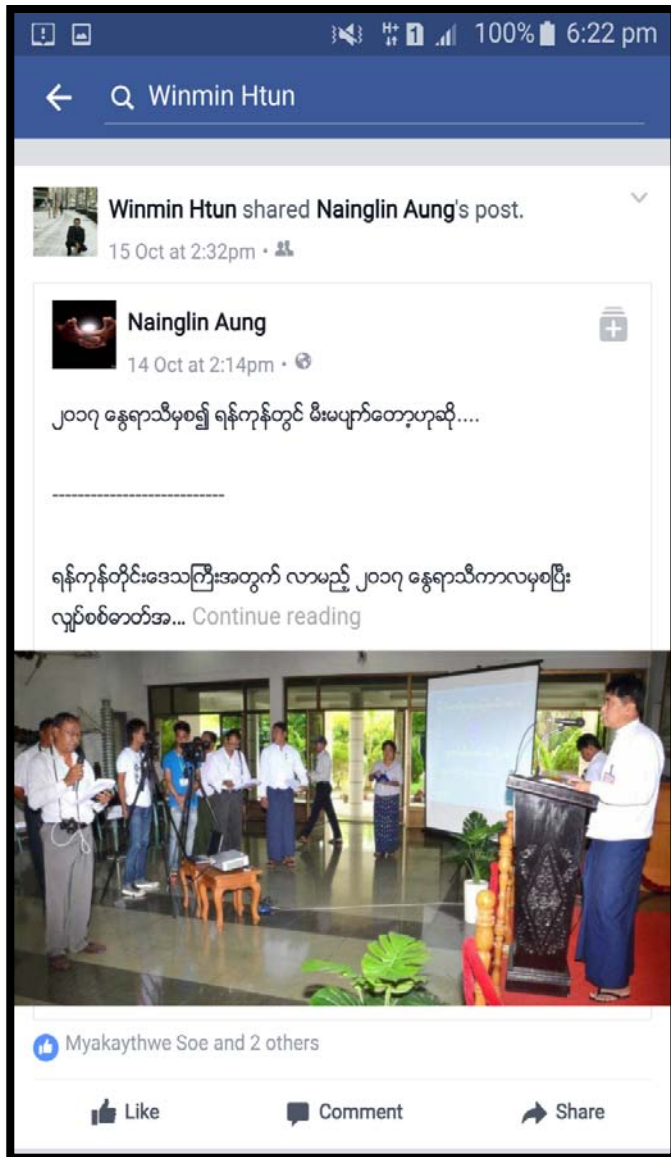 100% 6:22 pm
Winmin Htun
Winmin Htun shared Nainglin Aung's post.
15 Oct at 2:32pm •
Nainglin Aung
14 Oct at 2:14pm •
၂၀၁၇ နွေရာသီမှစ၍ ရန်ကုန်တွင် မီးမပျက်တော့ဟုဆို....
---------------------------
ရန်ကုန်တိုင်းဒေသကြီးအတွက် လာမည့် ၂၀၁၇ နွေရာသီကာလမှစပြီး
လျှပ်စစ်ဓာတ်အ... Continue reading
Myakaythwe Soe and 2 others
Like Comment Share